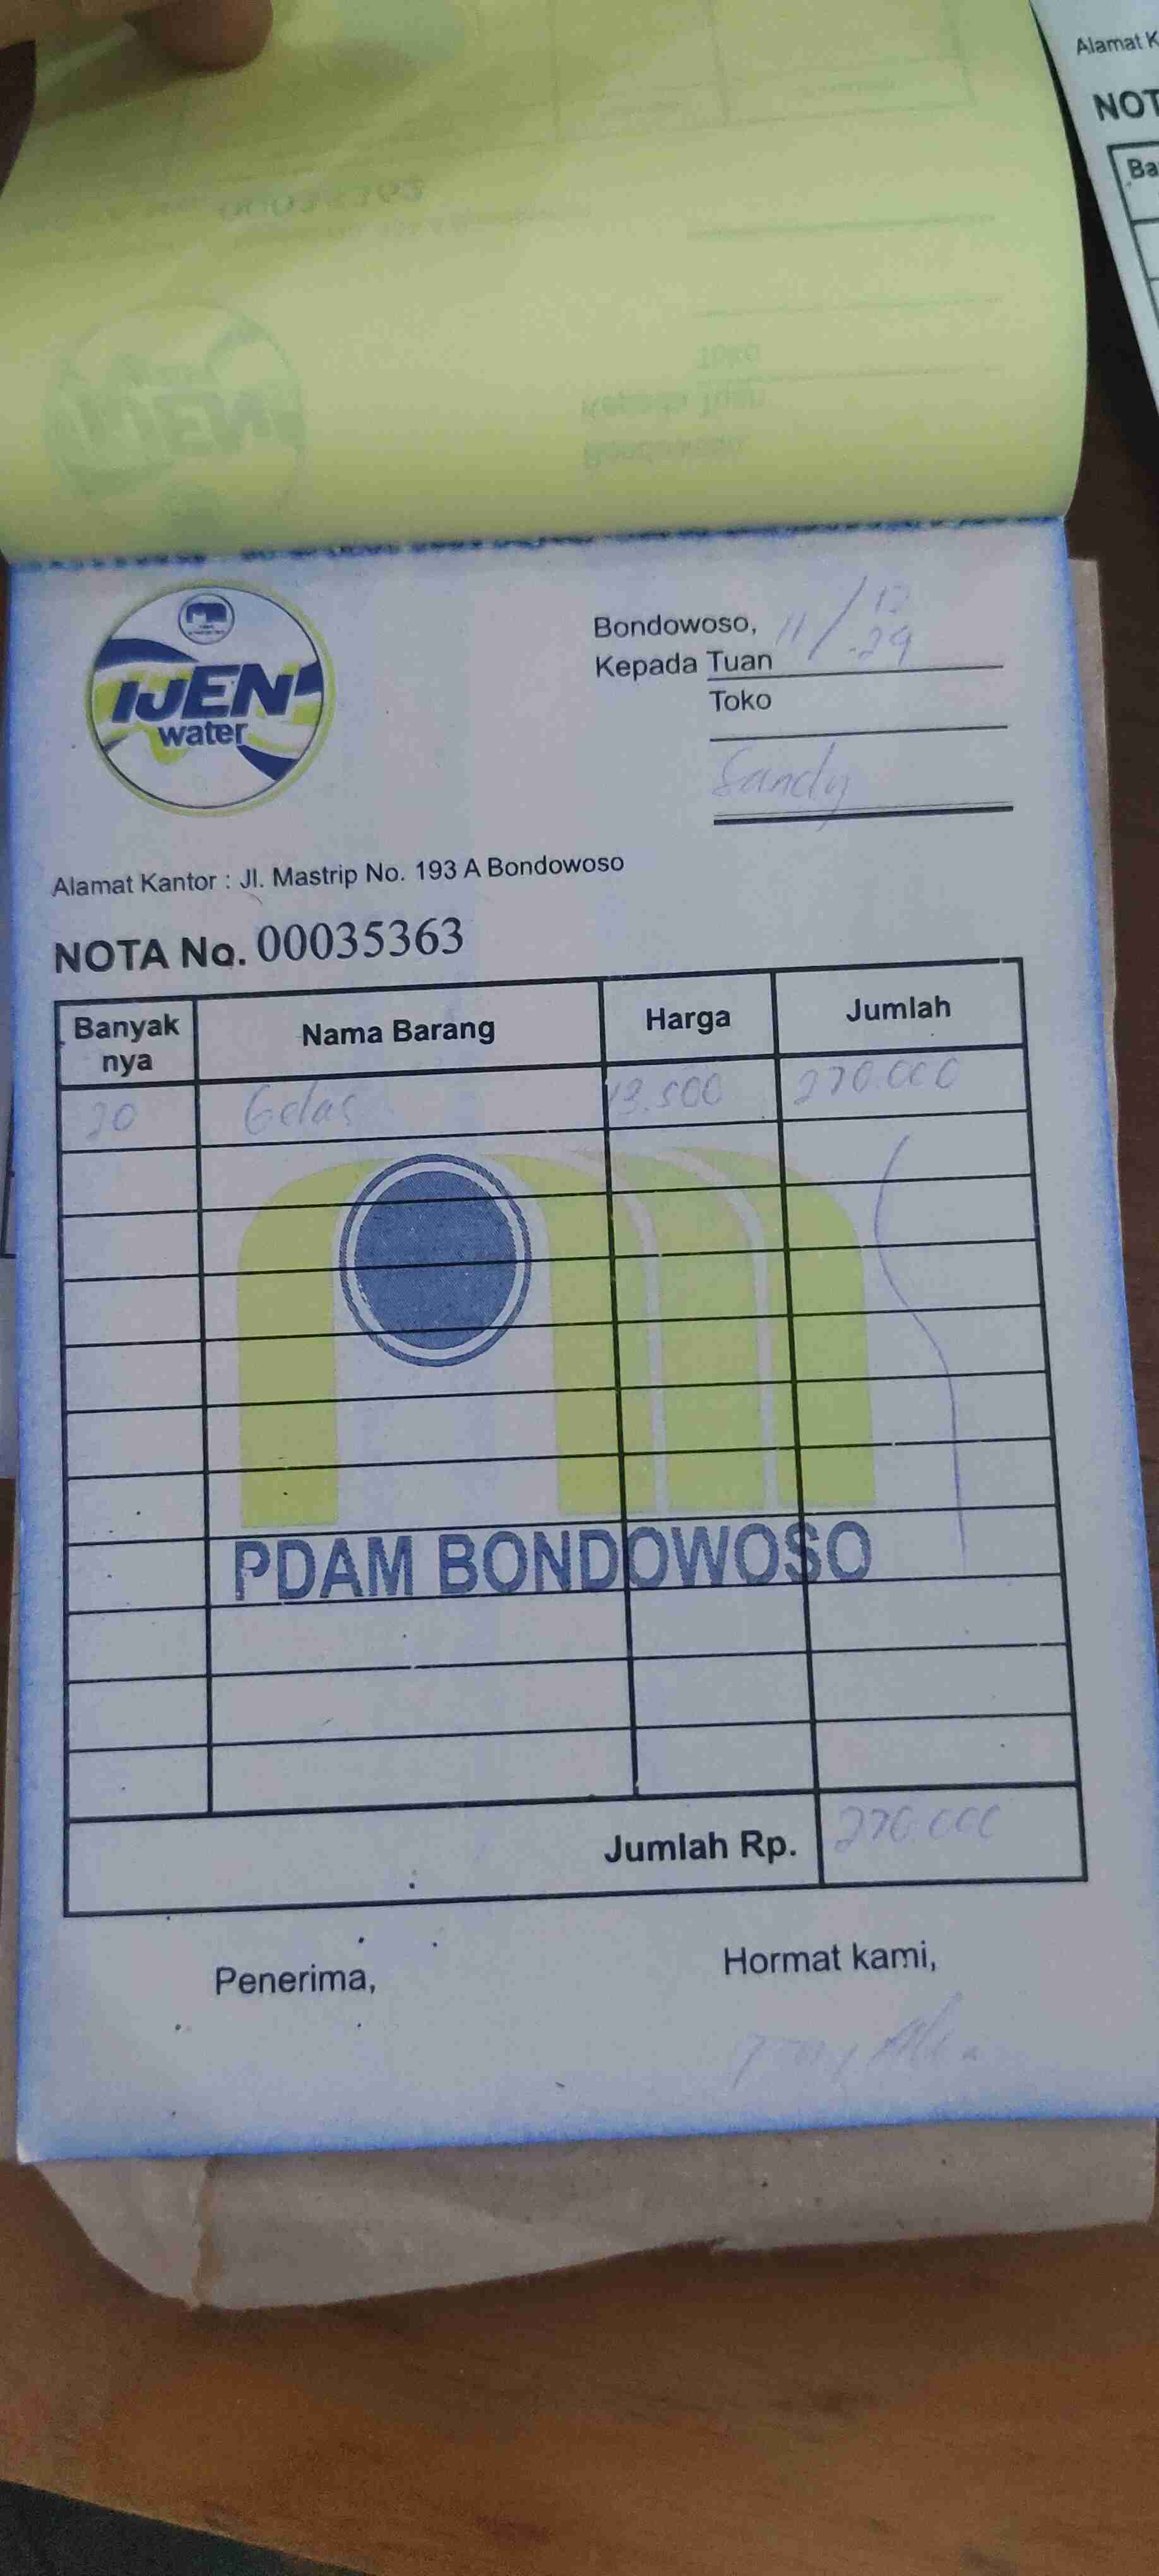 Alamat K
NOT
Ba
IJEN
water
Bondowoso, 11/12
Kepada Tuan
Toko
Sandy
Alamat Kantor : Jl. Mastrip No. 193 A Bondowoso
NOTA No. 00035363
Banyak nya Nama Barang Harga Jumlah
20 Gelas 13.500 270.000
PDAM BONDOWOSO
Jumlah Rp. 270.000
Penerima, Hormat kami,